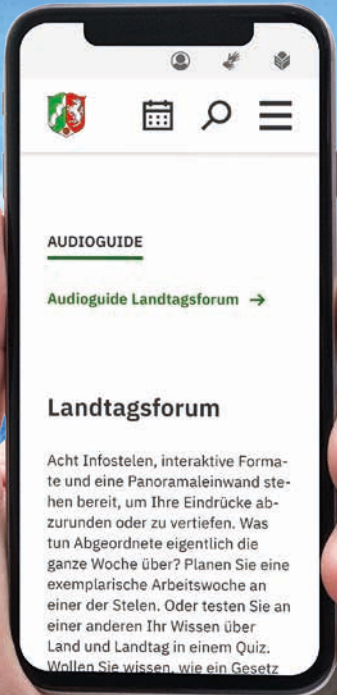 AUDIOGUIDE
Audioguide Landtagsforum →
Landtagsforum
Acht Infostelen, interaktive Forma-
te und eine Panoramaleinwand ste-
hen bereit, um Ihre Eindrücke ab-
zurunden oder zu vertiefen. Was
tun Abgeordnete eigentlich die
ganze Woche über? Planen Sie eine
exemplarische Arbeitswoche an
einer der Stelen. Oder testen Sie an
einer anderen Ihr Wissen über
Land und Landtag in einem Quiz.
Wollen Sie wissen, wie ein Gesetz